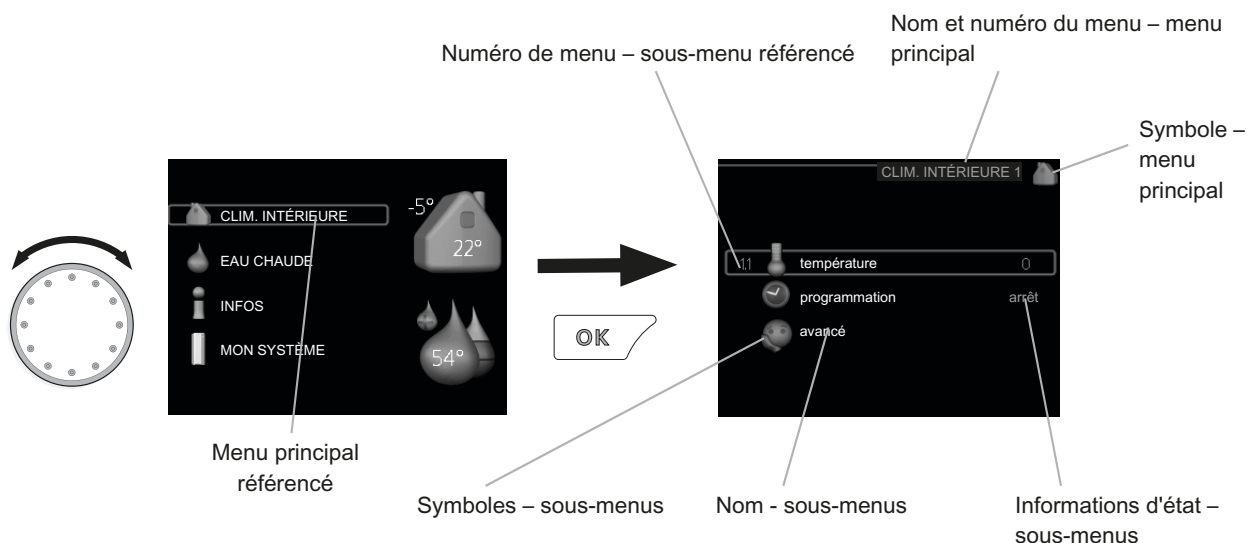 Nom et numéro du menu – menu
principal
Numéro de menu – sous-menu référencé
Symbole –
menu
principal
CLIM. INTÉRIEURE
EAU CHAUDE
INFOS
MON SYSTÈME
-5°
22°
54°
OK
CLIM. INTÉRIEURE 1
1.1 température 0
programmation arrêt
avancé
Menu principal
référencé
Symboles – sous-menus
Nom - sous-menus
Informations d'état –
sous-menus